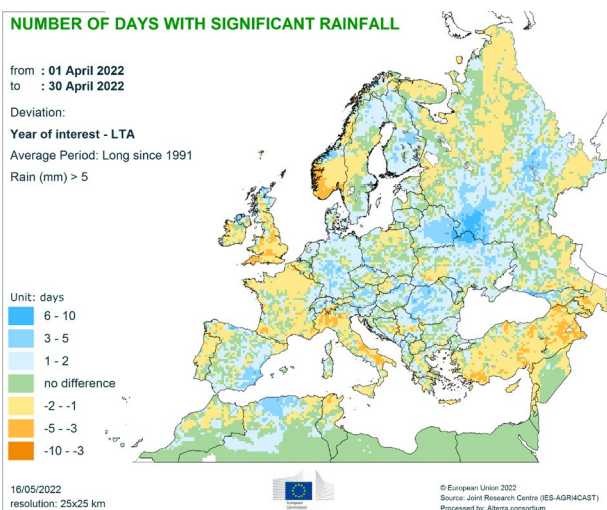 NUMBER OF DAYS WITH SIGNIFICANT RAINFALL
from : 01 April 2022
to : 30 April 2022
Deviation:
Year of interest - LTA
Average Period: Long since 1991
Rain (mm) > 5
Unit: days
6 - 10
3 - 5
1 - 2
no difference
-2 - -1
-5 - -3
-10 - -3
16/05/2022
resolution: 25x25 km
European
Commission
© European Union 2022
Source: Joint Research Centre (IES-AGRI4CAST)
Processed by: Alterra consortium